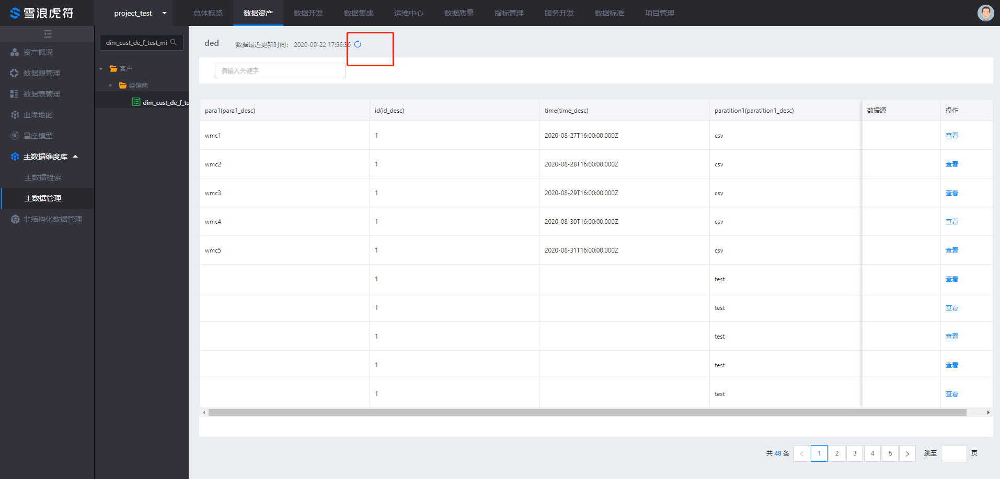 雪浪虎符
project_test
总体概览
数据资产
数据开发
数据集成
运维中心
数据质量
指标管理
服务开发
数据标准
项目管理
资产概况
数据源管理
数据表管理
血缘地图
星座模型
主数据维度库
主数据检索
主数据管理
非结构化数据管理
dim_cust_de_f_test_mi
客户
经销商
dim_cust_de_f_te
ded
数据最近更新时间: 2020-09-22 17:56:36
请输入关键字
para1(para1_desc) id(id_desc) time(time_desc) paratition1(paratition1_desc) 数据源 操作
wmc1 1 2020-08-27T16:00:00.000Z csv 查看
wmc2 1 2020-08-28T16:00:00.000Z csv 查看
wmc3 1 2020-08-29T16:00:00.000Z csv 查看
wmc4 1 2020-08-30T16:00:00.000Z csv 查看
wmc5 1 2020-08-31T16:00:00.000Z csv 查看
1 test 查看
1 test 查看
1 test 查看
1 test 查看
1 test 查看
共 48 条 < 1 2 3 4 5 > 跳至 页